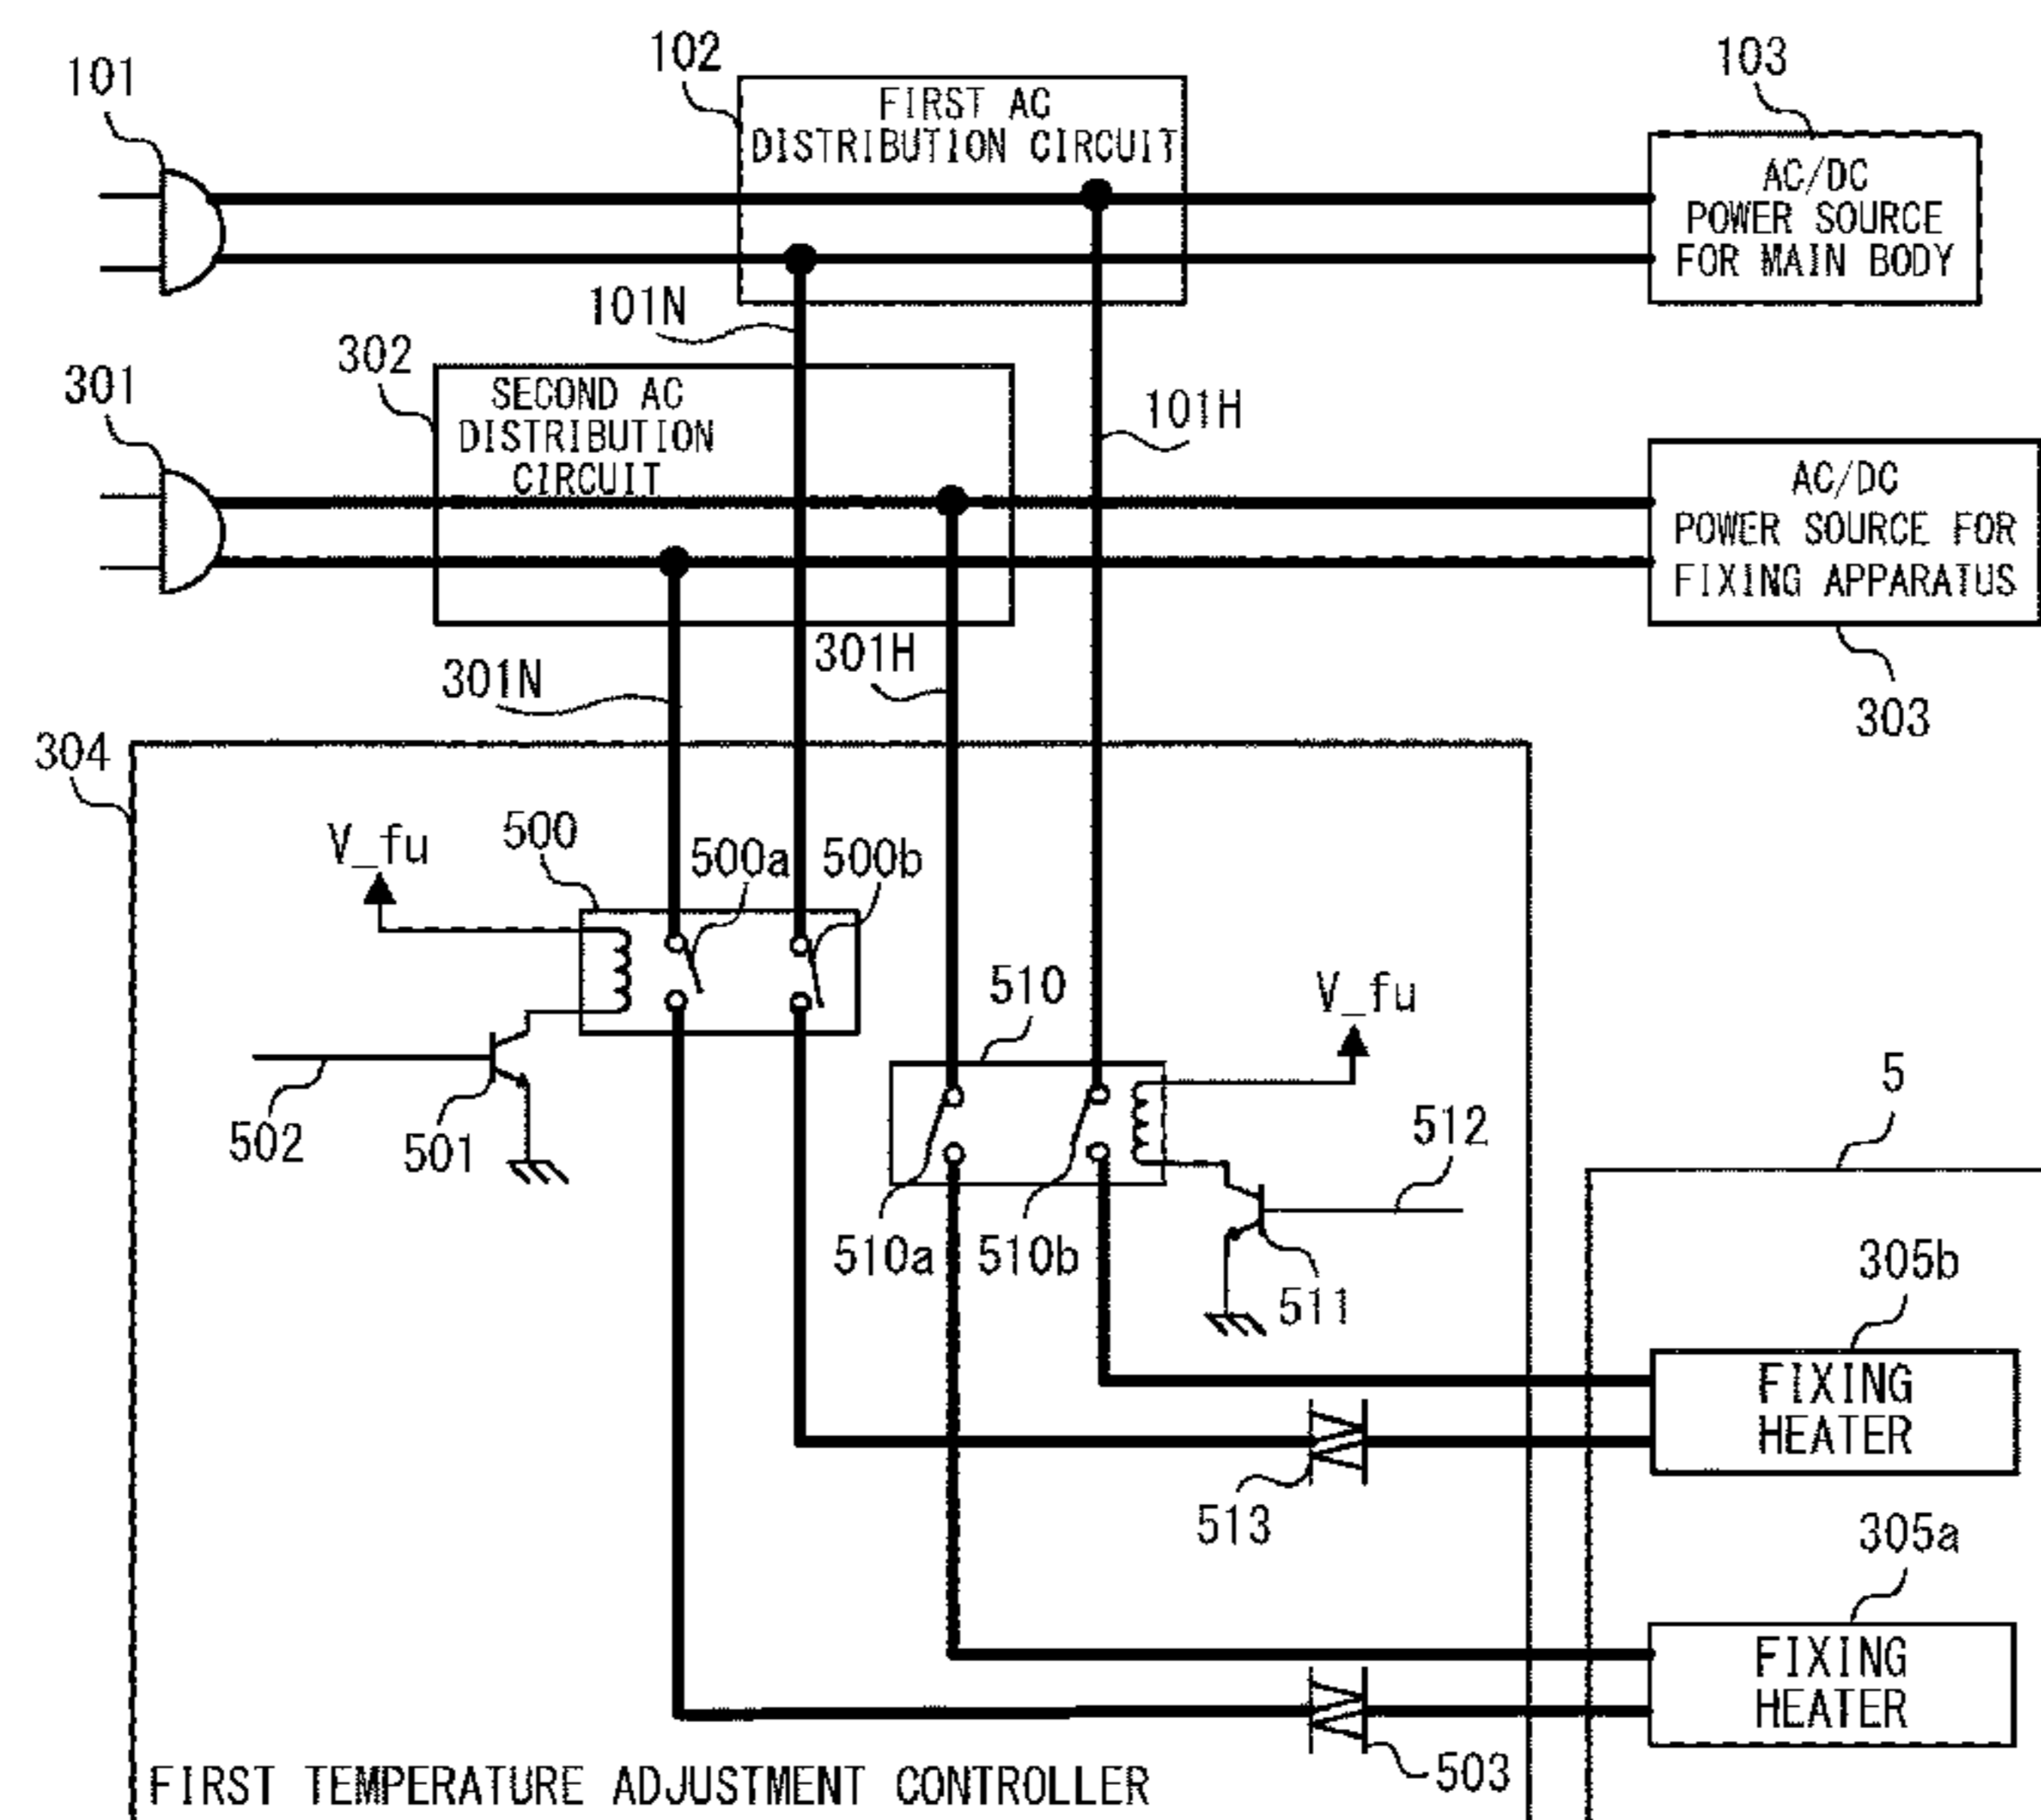 101
102
103
FIRST AC
DISTRIBUTION CIRCUIT
AC/DC
POWER SOURCE
FOR MAIN BODY
101N
302
301
SECOND AC
DISTRIBUTION
CIRCUIT
101H
AC/DC
POWER SOURCE FOR
FIXING APPARATUS
301N
301H
303
304
V_fu
500
500a
500b
510
V_fu
502
501
512
5
510a
510b
511
305b
FIXING
HEATER
513
305a
FIXING
HEATER
503
FIRST TEMPERATURE ADJUSTMENT CONTROLLER